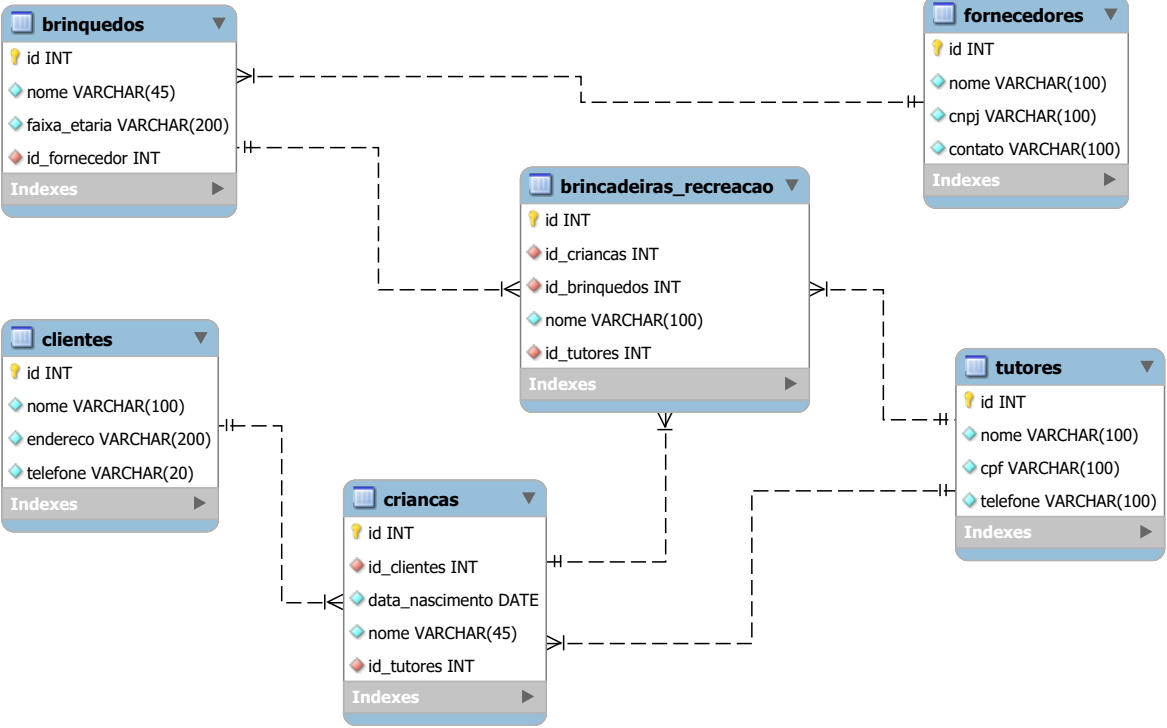 brinquedos
id INT
nome VARCHAR(45)
faixa_etaria VARCHAR(200)
id_fornecedor INT
Indexes
fornecedores
id INT
nome VARCHAR(100)
cnpj VARCHAR(100)
contato VARCHAR(100)
Indexes
brincadeiras_recreacao
id INT
id_criancas INT
id_brinquedos INT
nome VARCHAR(100)
id_tutores INT
Indexes
clientes
id INT
nome VARCHAR(100)
endereco VARCHAR(200)
telefone VARCHAR(20)
Indexes
tutores
id INT
nome VARCHAR(100)
cpf VARCHAR(100)
telefone VARCHAR(100)
Indexes
criancas
id INT
id_clientes INT
data_nascimento DATE
nome VARCHAR(45)
id_tutores INT
Indexes